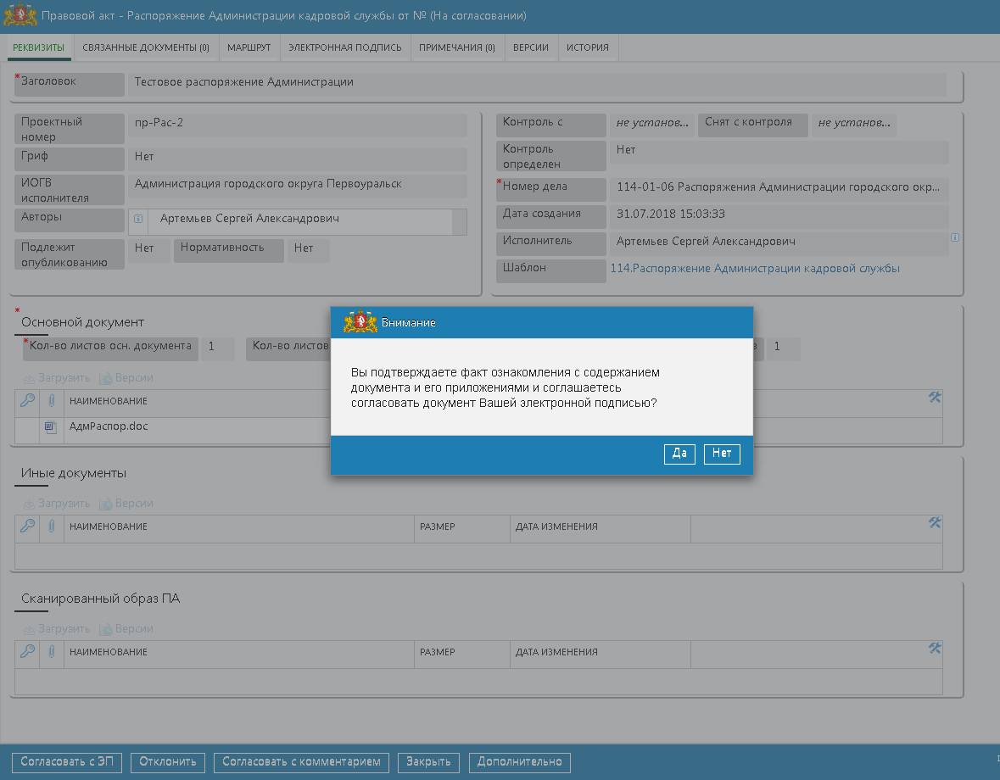 Правовой акт - Распоряжение Администрации кадровой службы от № (На согласовании)
РЕКВИЗИТЫ СВЯЗАННЫЕ ДОКУМЕНТЫ (0) МАРШРУТ ЭЛЕКТРОННАЯ ПОДПИСЬ ПРИМЕЧАНИЯ (0) ВЕРСИИ ИСТОРИЯ
*Заголовок Тестовое распоряжение Администрации
Проектный номер пр-Рас-2
Гриф Нет
ИОГВ исполнителя Администрация городского округа Первоуральск
Авторы Артемьев Сергей Александрович
Подлежит опубликованию Нет Нормативность Нет
Контроль с не установ... Снят с контроля не установ...
Контроль определен Нет
*Номер дела 114-01-06 Распоряжения Администрации городского окр...
Дата создания 31.07.2018 15:03:33
Исполнитель Артемьев Сергей Александрович
Шаблон 114.Распоряжение Администрации кадровой службы
*
Основной документ
*Кол-во листов осн. документа 1 Кол-во листов 1
Загрузить Версии
НАИМЕНОВАНИЕ
АдмРаспор.doc
Внимание
Вы подтверждаете факт ознакомления с содержанием
документа и его приложениями и соглашаетесь
согласовать документ Вашей электронной подписью?
Да Нет
Иные документы
Загрузить Версии
НАИМЕНОВАНИЕ РАЗМЕР ДАТА ИЗМЕНЕНИЯ
Сканированный образ ПА
Загрузить Версии
НАИМЕНОВАНИЕ РАЗМЕР ДАТА ИЗМЕНЕНИЯ
Согласовать с ЭП Отклонить Согласовать с комментарием Закрыть Дополнительно